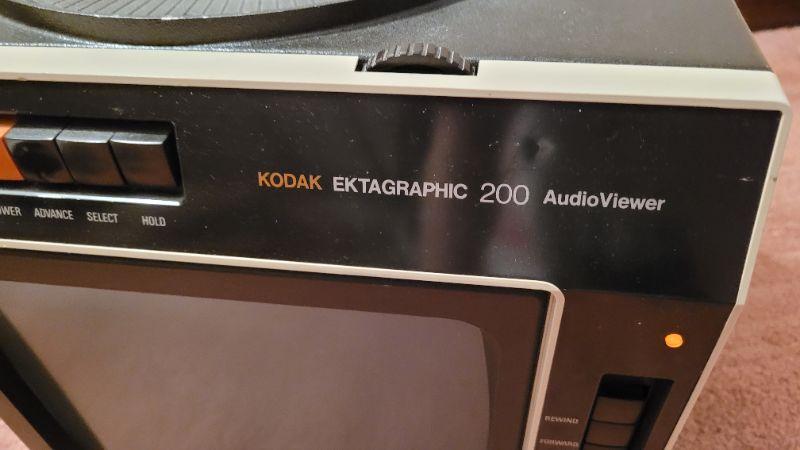 KODAK EKTAGRAPHIC 200 AudioViewer
ADVANCE SELECT HOLD
REWIND
FORWARD